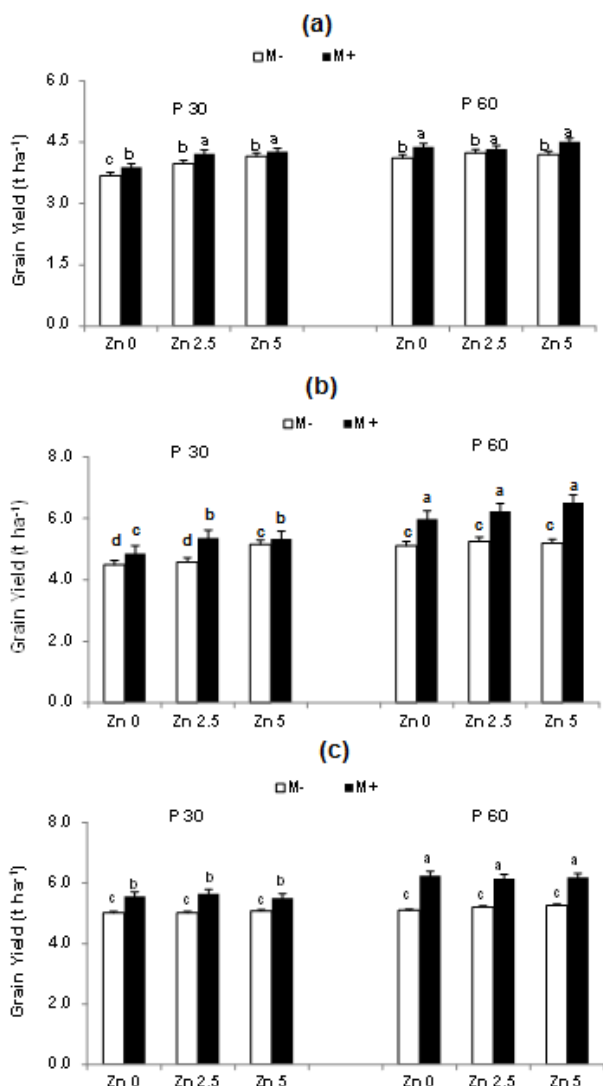 (a)
M- M+
6.0
P 30 P 60
4.5
c b b a b a b a b a b a
3.0
1.5
0.0
Grain Yield (t ha⁻¹)
Zn 0 Zn 2.5 Zn 5 Zn 0 Zn 2.5 Zn 5
(b)
M- M+
P 30 P 60
8.0
6.0
d c d b c b c a c a c a
4.0
2.0
0.0
Grain Yield (t ha⁻¹)
Zn 0 Zn 2.5 Zn 5 Zn 0 Zn 2.5 Zn 5
(c)
M- M+
8.0
P 30 P 60
6.0
c b c b c b c a c a c a
4.0
2.0
0.0
Grain Yield (t ha⁻¹)
Zn 0 Zn 2.5 Zn 5 Zn 0 Zn 2.5 Zn 5